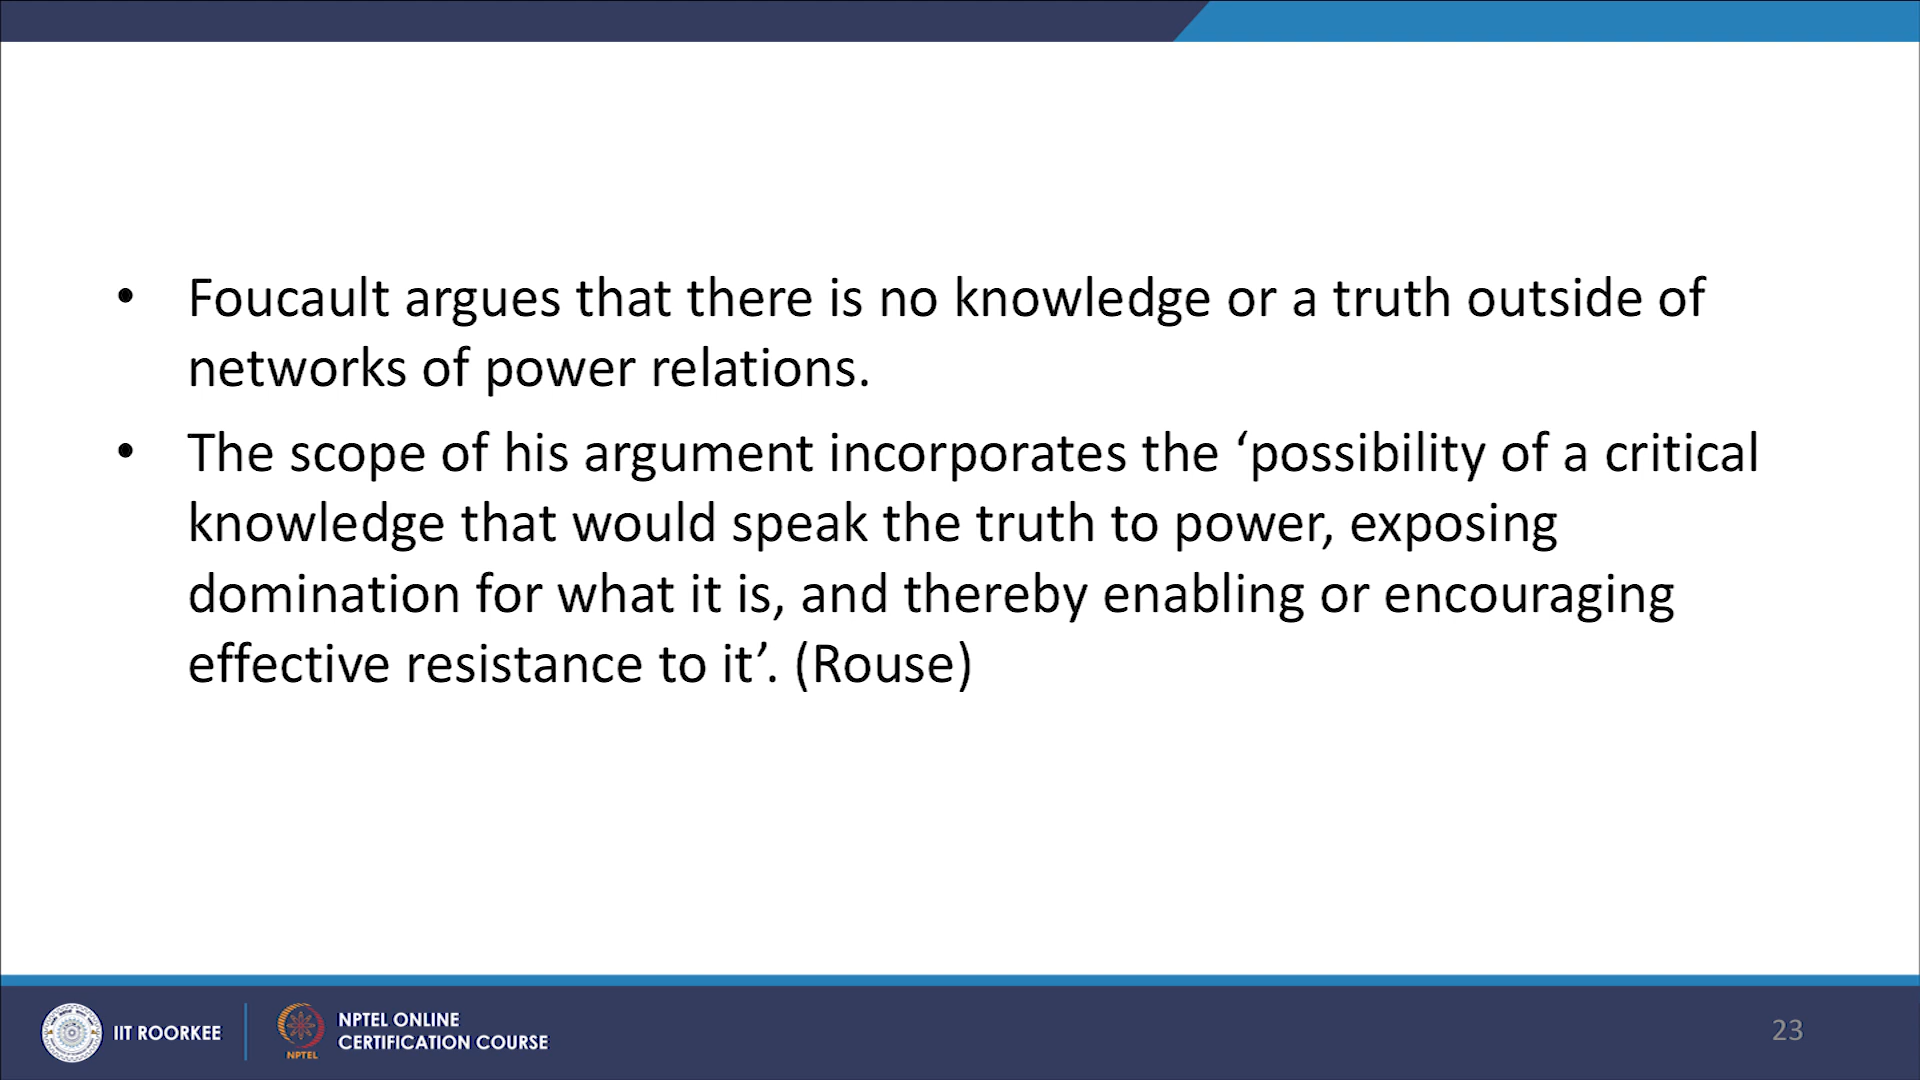 • Foucault argues that there is no knowledge or a truth outside of
networks of power relations.
• The scope of his argument incorporates the ‘possibility of a critical
knowledge that would speak the truth to power, exposing
domination for what it is, and thereby enabling or encouraging
effective resistance to it’. (Rouse)
IIT ROORKEE
NPTEL
NPTEL ONLINE
CERTIFICATION COURSE
23